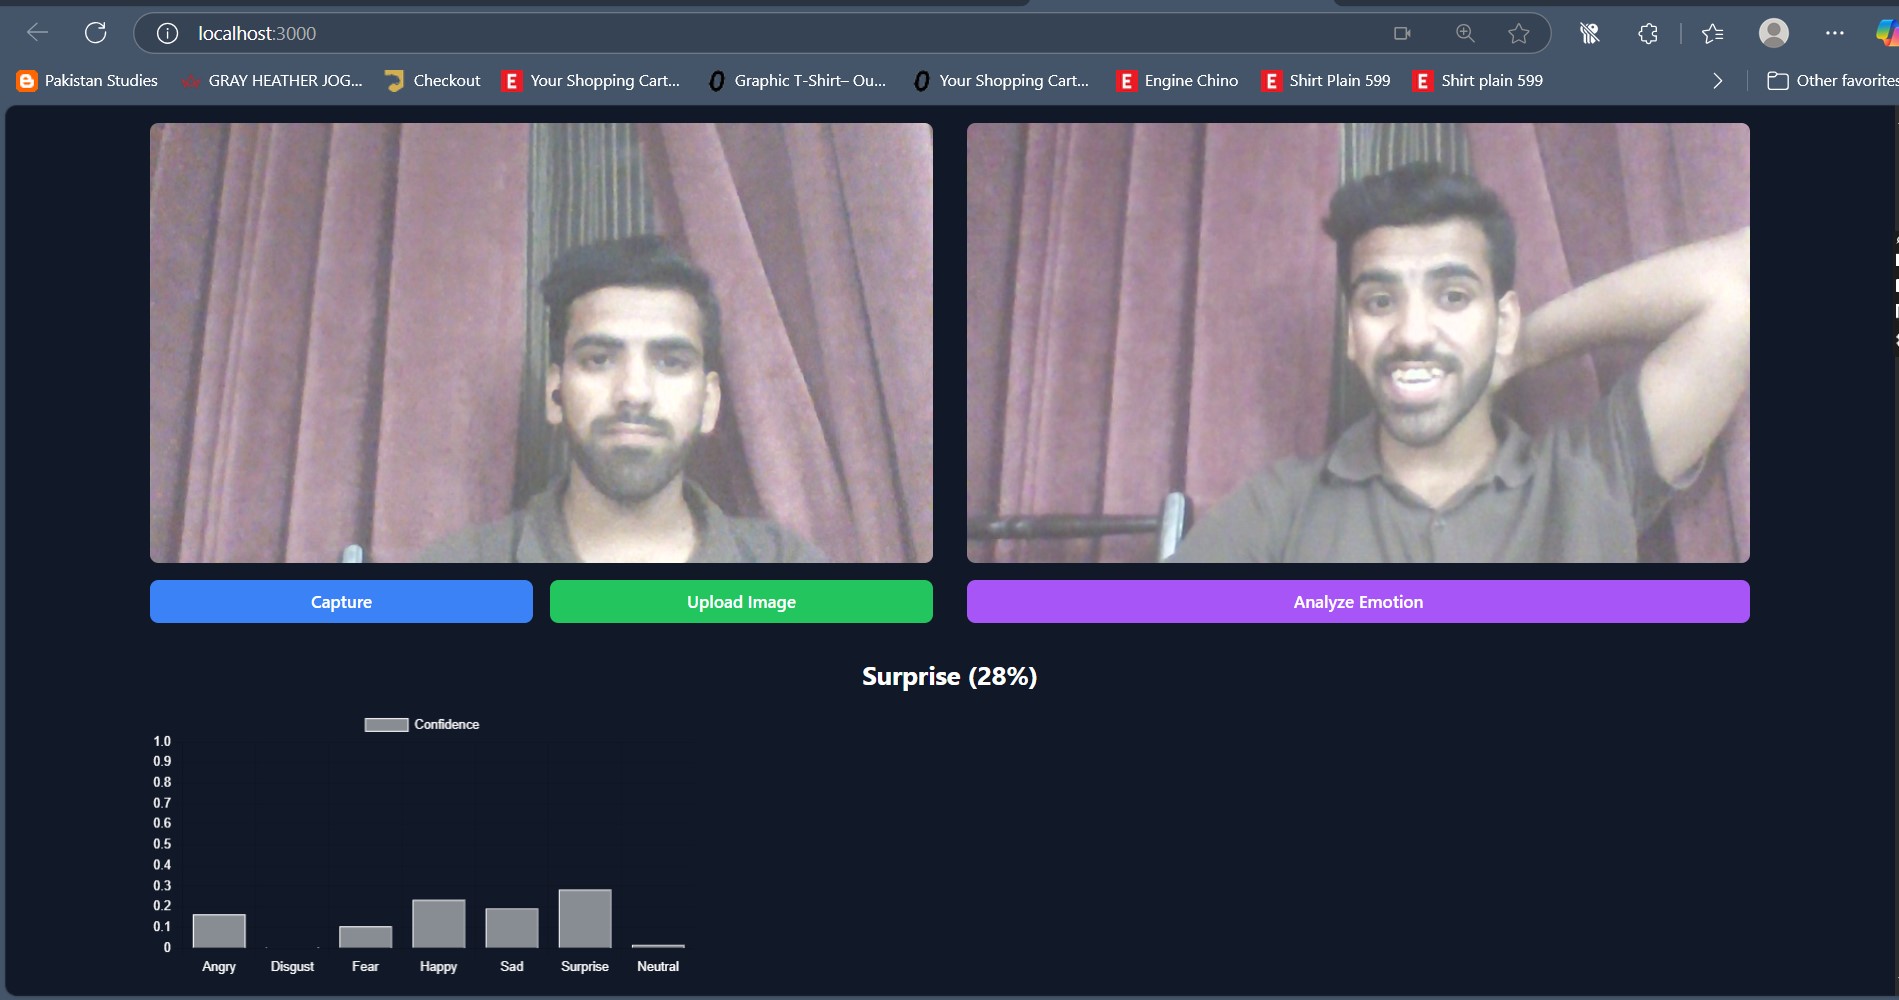 localhost:3000
Pakistan Studies GRAY HEATHER JOG... Checkout Your Shopping Cart... Graphic T-Shirt– Ou... Your Shopping Cart... Engine Chino Shirt Plain 599 Shirt plain 599 Other favorites
Capture Upload Image Analyze Emotion
Surprise (28%)
Confidence
1.0
0.9
0.8
0.7
0.6
0.5
0.4
0.3
0.2
0.1
0
Angry Disgust Fear Happy Sad Surprise Neutral